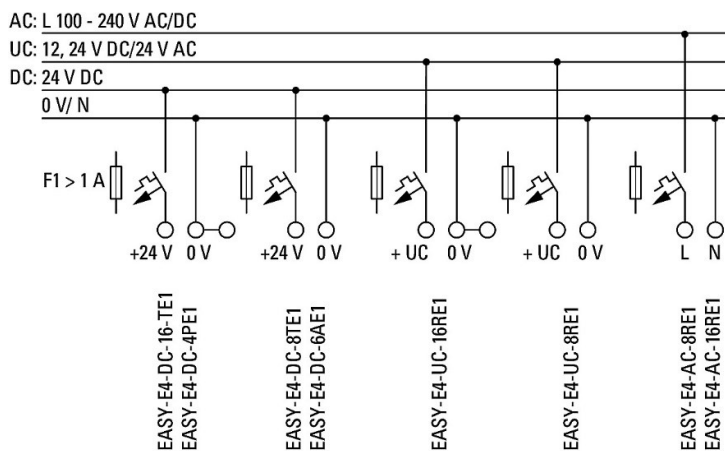 AC: L 100 - 240 V AC/DC
UC: 12, 24 V DC/24 V AC
DC: 24 V DC
0 V/ N
F1 > 1 A
+24 V 0 V
+24 V 0 V
+ UC 0 V
+ UC 0 V
L N
EASY-E4-DC-16-TE1
EASY-E4-DC-4PE1
EASY-E4-DC-8TE1
EASY-E4-DC-6AE1
EASY-E4-UC-16RE1
EASY-E4-UC-8RE1
EASY-E4-AC-8RE1
EASY-E4-AC-16RE1